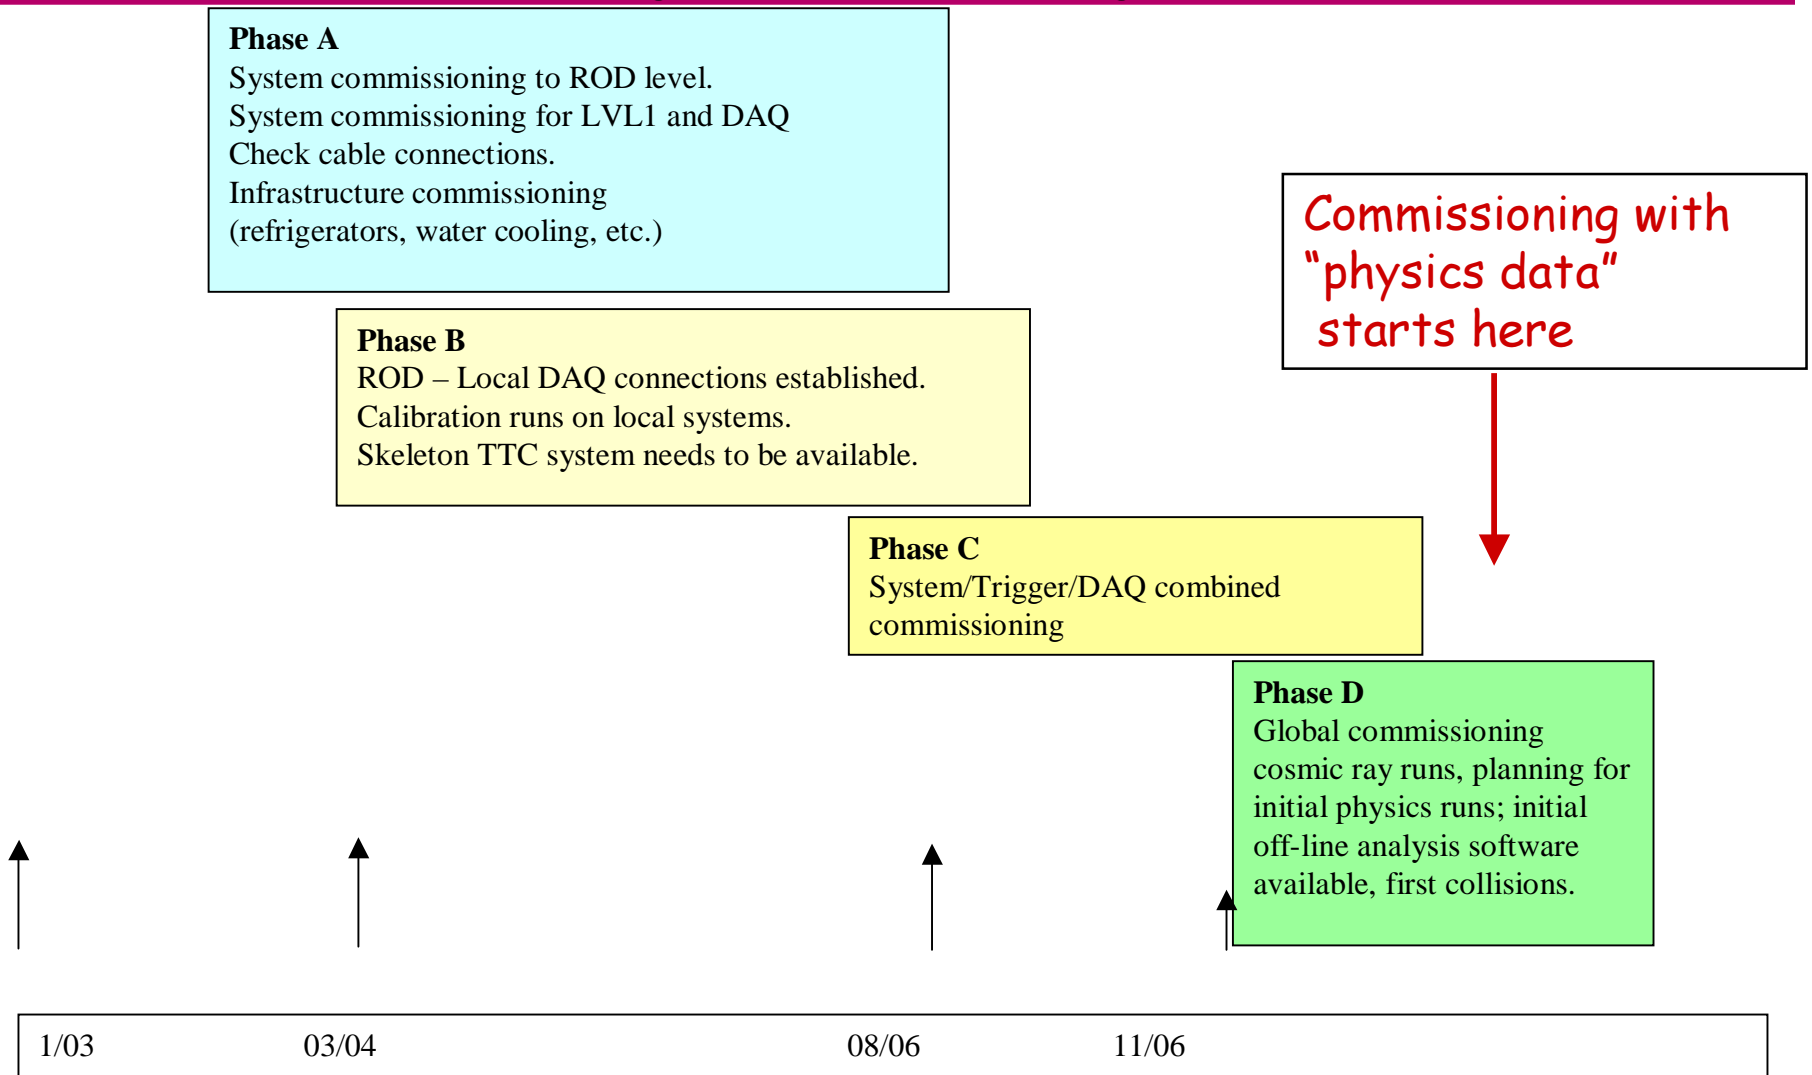 Phase A
System commissioning to ROD level.
System commissioning for LVL1 and DAQ
Check cable connections.
Infrastructure commissioning
(refrigerators, water cooling, etc.)
Commissioning with
“physics data”
starts here
Phase B
ROD – Local DAQ connections established.
Calibration runs on local systems.
Skeleton TTC system needs to be available.
Phase C
System/Trigger/DAQ combined
commissioning
Phase D
Global commissioning
cosmic ray runs, planning for
initial physics runs; initial
off-line analysis software
available, first collisions.
1/03 03/04 08/06 11/06